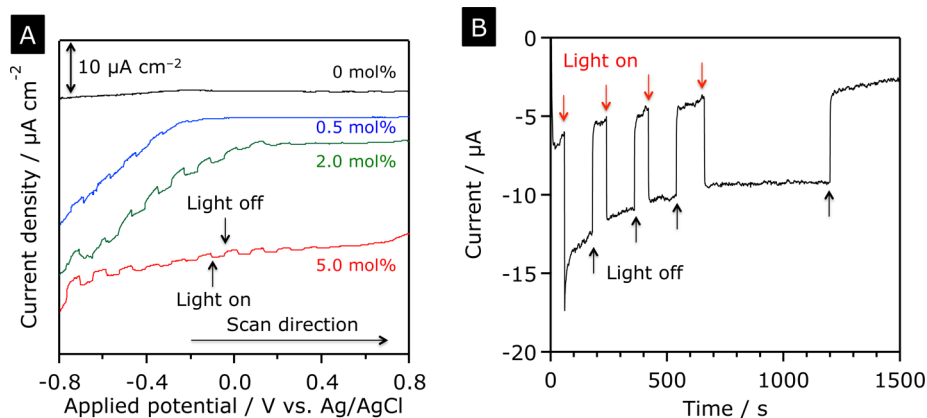 A
10 μA cm⁻²
0 mol%
0.5 mol%
2.0 mol%
Light off
5.0 mol%
Light on
Scan direction
Current density / μA cm⁻²
-0.8 -0.4 0.0 0.4 0.8
Applied potential / V vs. Ag/AgCl
B
0
Light on
−5
−10
Light off
−15
−20
Current / μA
0 500 1000 1500
Time / s